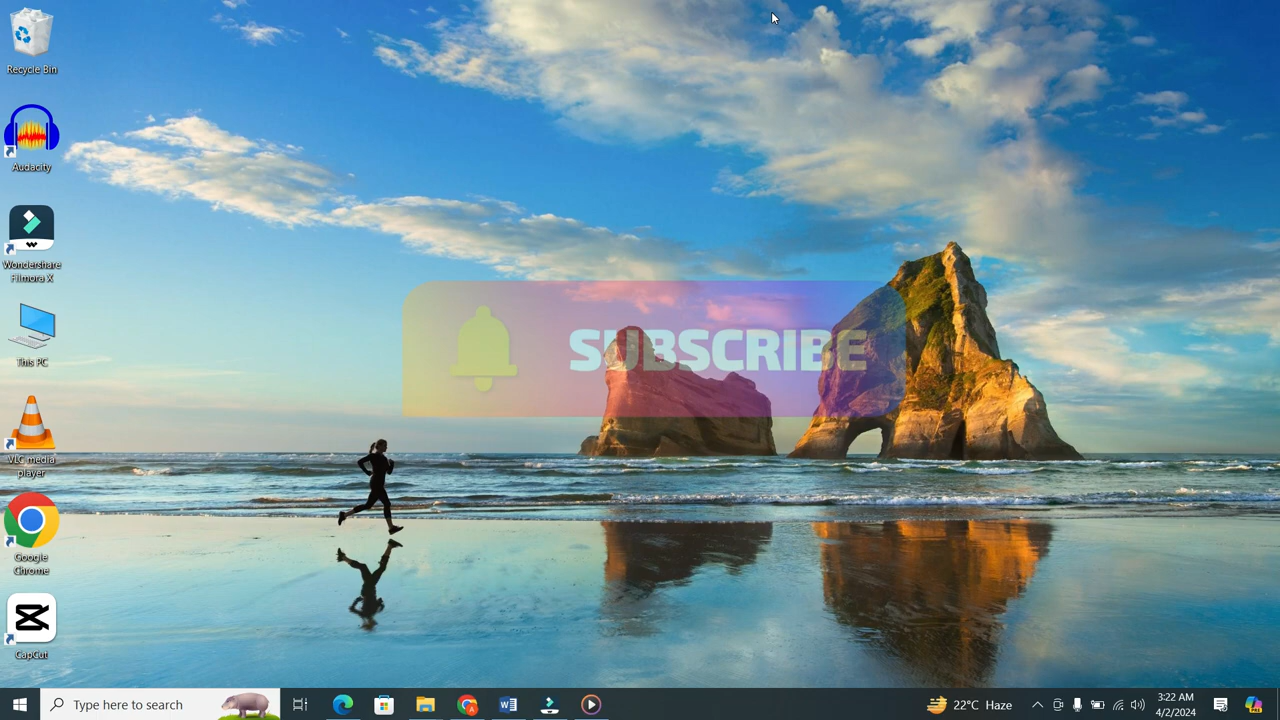 Recycle Bin
Audacity
Wondershare
Filmora X
This PC
VLC media
player
Google
Chrome
CapCut
SUBSCRIBE
Type here to search
22°C Haze
3:22 AM
4/2/2024
PRE